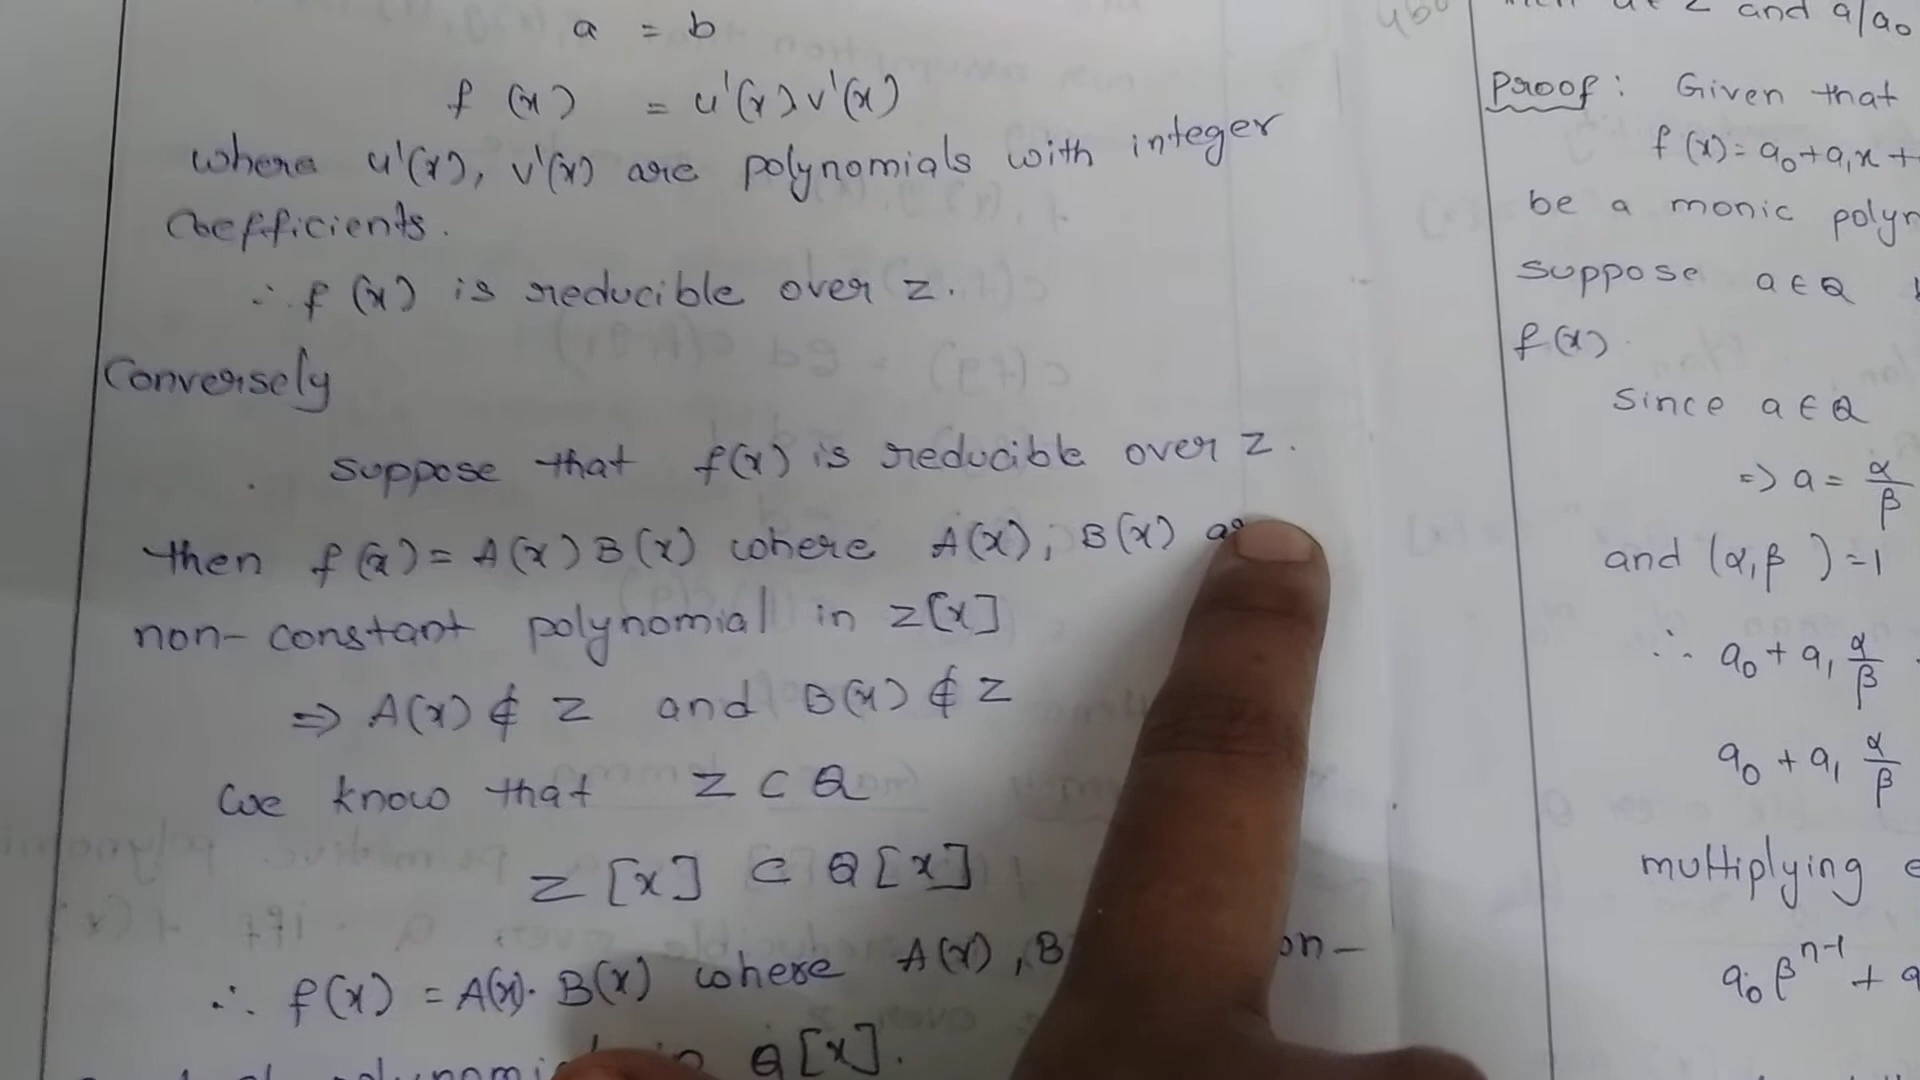 a = b
f (x) = u'(x) v'(x)
where u'(x), v'(x) are polynomials with integer
coefficients.
∴ f (x) is reducible over z.
Conversely
suppose that f(x) is reducible over z.
then f(x) = A(x) B(x) where A(x), B(x)
non-constant polynomial in z[x]
⇒ A(x) ∉ z and B(x) ∉ z
we know that z ⊂ Q
z [x] ⊂ Q [x]
∴ f(x) = A(x). B(x) where A(x), B
Q [x].
and a/a₀
Proof: Given that
f (x) = a₀ + a₁x +
be a monic
suppose a ∈ Q
f(x)
since a ∈ Q
⇒ a = α/β
and (α, β) = 1
∴ a₀ + a₁ α/β
a₀ + a₁ α/β
multiplying
a₀ βⁿ⁻¹ +